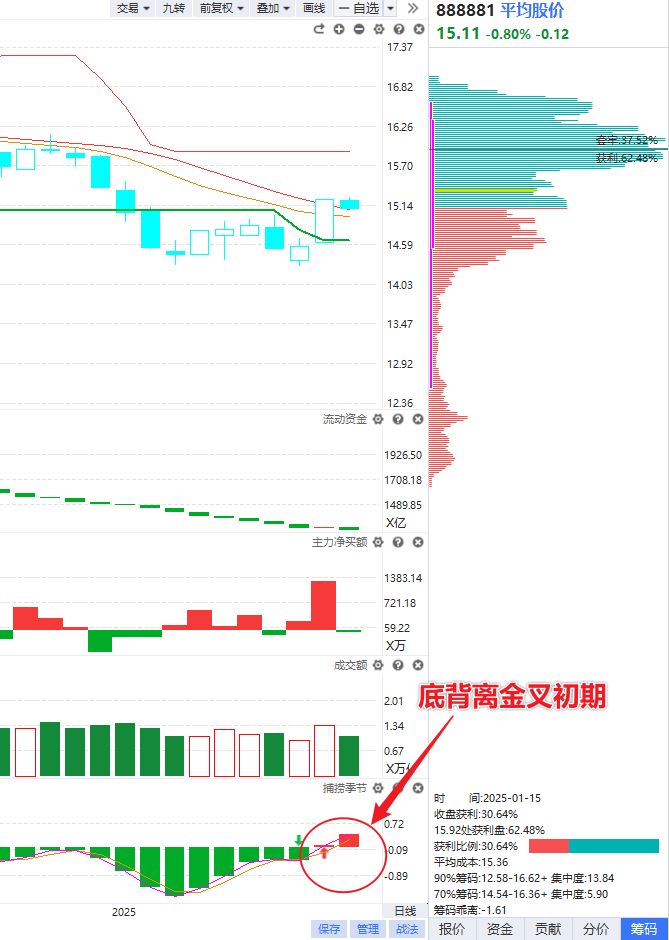 交易 九转 前复权 叠加 画线 一 自选
888881 平均股价
15.11 -0.80% -0.12
17.37
16.82
16.26
15.70
15.14
14.59
14.03
13.47
12.92
12.36
套牢:37.52%
获利:62.48%
流动资金
1926.50
1708.18
1489.85
X亿
主力净买额
1383.14
721.18
59.22
X万
成交额
2.01
1.34
0.67
X万亿
底背离金叉初期
捕捞季节
0.72
-0.09
-0.89
时 间:2025-01-15
收盘获利:30.64%
15.92处获利盘:62.48%
获利比例:30.64%
平均成本:15.36
90%筹码:12.58-16.62+ 集中度:13.84
70%筹码:14.54-16.36+ 集中度:5.90
筹码乖离:-1.61
2025 日线
保存 管理 战法
报价 资金 贡献 分价 筹码